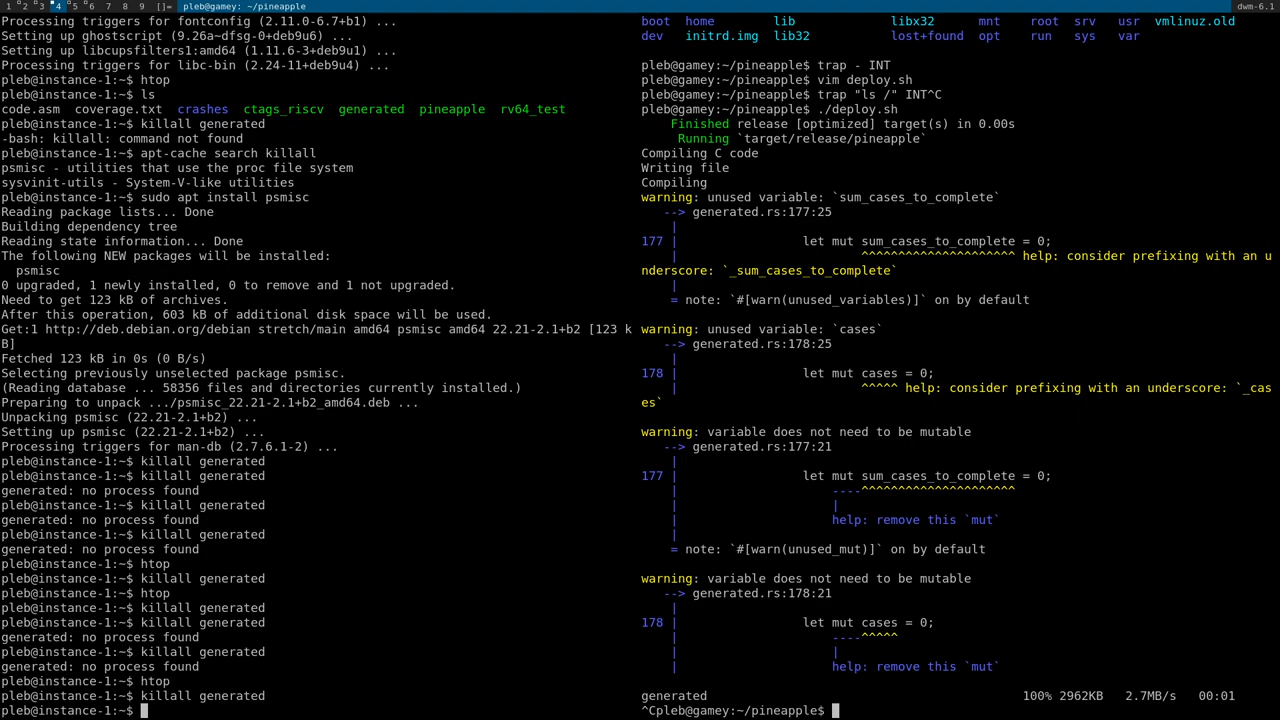 1 2 3 4 5 6 7 8 9 []= pleb@gamey: ~/pineapple dwm-6.1
Processing triggers for fontconfig (2.11.0-6.7+b1) ...
Setting up ghostscript (9.26a~dfsg-0+deb9u6) ...
Setting up libcupsfilters1:amd64 (1.11.6-3+deb9u1) ...
Processing triggers for libc-bin (2.24-11+deb9u4) ...
pleb@instance-1:~$ htop
pleb@instance-1:~$ ls
code.asm coverage.txt crashes ctags_riscv generated pineapple rv64_test
pleb@instance-1:~$ killall generated
-bash: killall: command not found
pleb@instance-1:~$ apt-cache search killall
psmisc - utilities that use the proc file system
sysvinit-utils - System-V-like utilities
pleb@instance-1:~$ sudo apt install psmisc
Reading package lists... Done
Building dependency tree
Reading state information... Done
The following NEW packages will be installed:
  psmisc
0 upgraded, 1 newly installed, 0 to remove and 1 not upgraded.
Need to get 123 kB of archives.
After this operation, 603 kB of additional disk space will be used.
Get:1 http://deb.debian.org/debian stretch/main amd64 psmisc amd64 22.21-2.1+b2 [123 k
B]
Fetched 123 kB in 0s (0 B/s)
Selecting previously unselected package psmisc.
(Reading database ... 58356 files and directories currently installed.)
Preparing to unpack .../psmisc_22.21-2.1+b2_amd64.deb ...
Unpacking psmisc (22.21-2.1+b2) ...
Setting up psmisc (22.21-2.1+b2) ...
Processing triggers for man-db (2.7.6.1-2) ...
pleb@instance-1:~$ killall generated
pleb@instance-1:~$ killall generated
generated: no process found
pleb@instance-1:~$ killall generated
generated: no process found
pleb@instance-1:~$ killall generated
generated: no process found
pleb@instance-1:~$ htop
pleb@instance-1:~$ killall generated
pleb@instance-1:~$ htop
pleb@instance-1:~$ killall generated
pleb@instance-1:~$ killall generated
generated: no process found
pleb@instance-1:~$ killall generated
generated: no process found
pleb@instance-1:~$ htop
pleb@instance-1:~$ killall generated
pleb@instance-1:~$
boot home lib libx32 mnt root srv usr vmlinuz.old
dev initrd.img lib32 lost+found opt run sys var
pleb@gamey:~/pineapple$ trap - INT
pleb@gamey:~/pineapple$ vim deploy.sh
pleb@gamey:~/pineapple$ trap "ls /" INT^C
pleb@gamey:~/pineapple$ ./deploy.sh
    Finished release [optimized] target(s) in 0.00s
     Running `target/release/pineapple`
Compiling C code
Writing file
Compiling
warning: unused variable: `sum_cases_to_complete`
   --> generated.rs:177:25
    |
177 |                 let mut sum_cases_to_complete = 0;
    |                         ^^^^^^^^^^^^^^^^^^^^^ help: consider prefixing with an u
nderscore: `_sum_cases_to_complete`
    |
    = note: `#[warn(unused_variables)]` on by default
warning: unused variable: `cases`
   --> generated.rs:178:25
    |
178 |                 let mut cases = 0;
    |                         ^^^^^ help: consider prefixing with an underscore: `_cas
es`
warning: variable does not need to be mutable
   --> generated.rs:177:21
    |
177 |                 let mut sum_cases_to_complete = 0;
    |                     ----^^^^^^^^^^^^^^^^^^^^^
    |                     |
    |                     help: remove this `mut`
    = note: `#[warn(unused_mut)]` on by default
warning: variable does not need to be mutable
   --> generated.rs:178:21
    |
178 |                 let mut cases = 0;
    |                     ----^^^^^
    |                     |
    |                     help: remove this `mut`
generated 100% 2962KB 2.7MB/s 00:01
^Cpleb@gamey:~/pineapple$